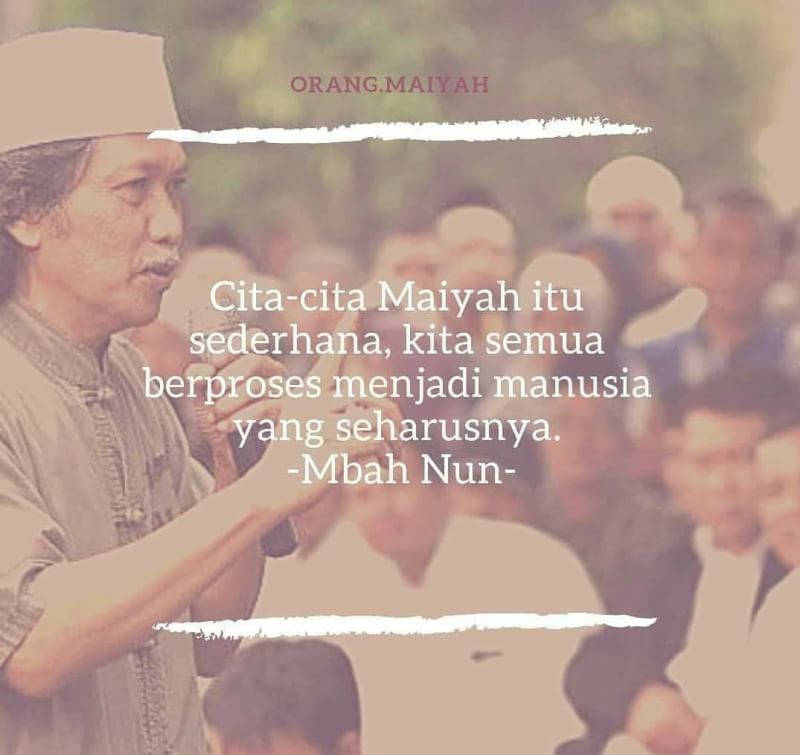 ORANG.MAIYAH
Cita-cita Maiyah itu
sederhana, kita semua
berproses menjadi manusia
yang seharusnya.
-Mbah Nun-